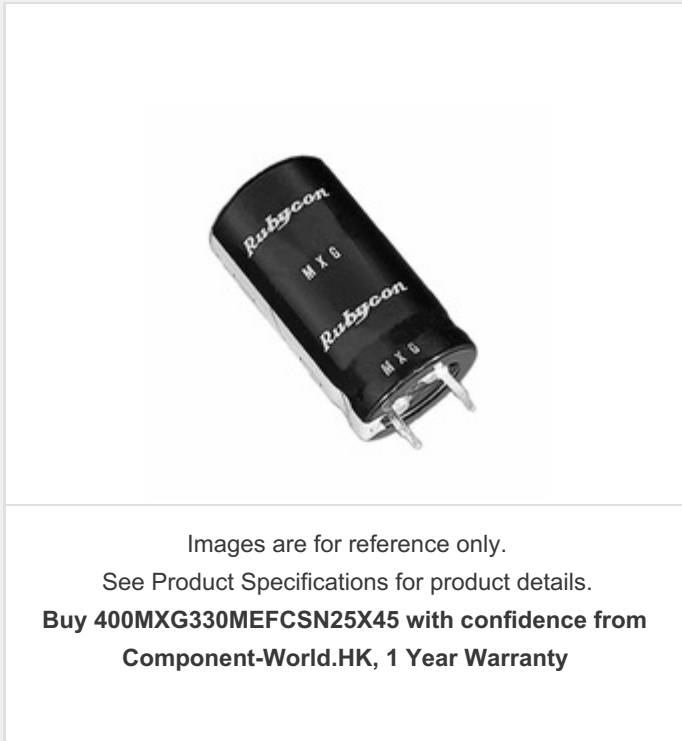 Rubycon
MXG
Rubycon
MXG
Images are for reference only.
See Product Specifications for product details.
Buy 400MXG330MEFCSN25X45 with confidence from
Component-World.HK, 1 Year Warranty